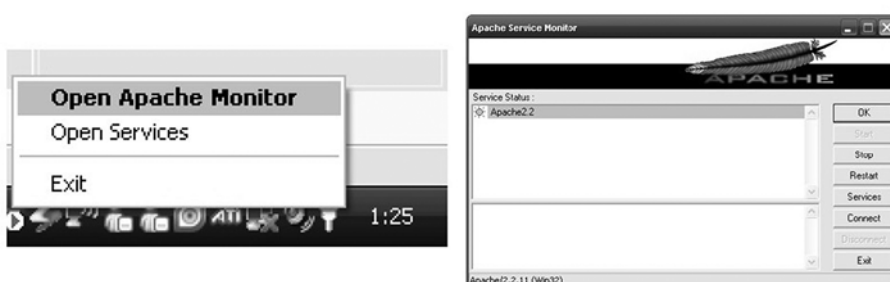 Open Apache Monitor
Open Services
Exit
ATI
1:25
Apache Service Monitor
APACHE
Service Status :
Apache2.2
OK
Start
Stop
Restart
Services
Connect
Disconnect
Exit
Apache/2.2.11 (Win32)